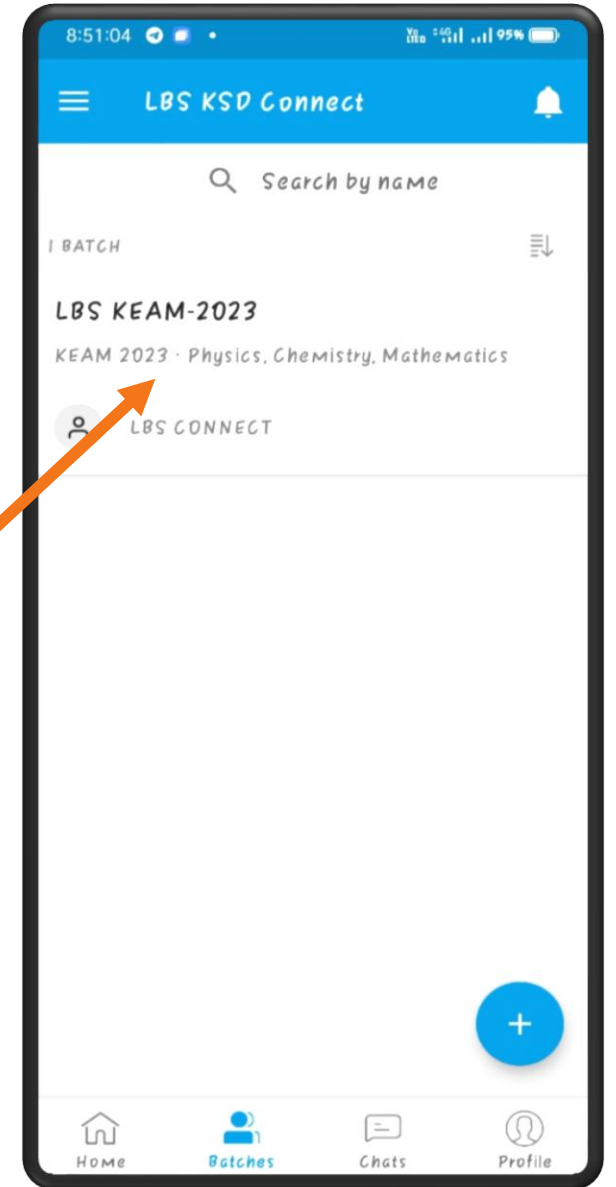 8:51:04 95%
LBS KSD Connect
Search by name
1 BATCH
LBS KEAM-2023
KEAM 2023 · Physics, Chemistry, Mathematics
LBS CONNECT
+
Home Batches Chats Profile